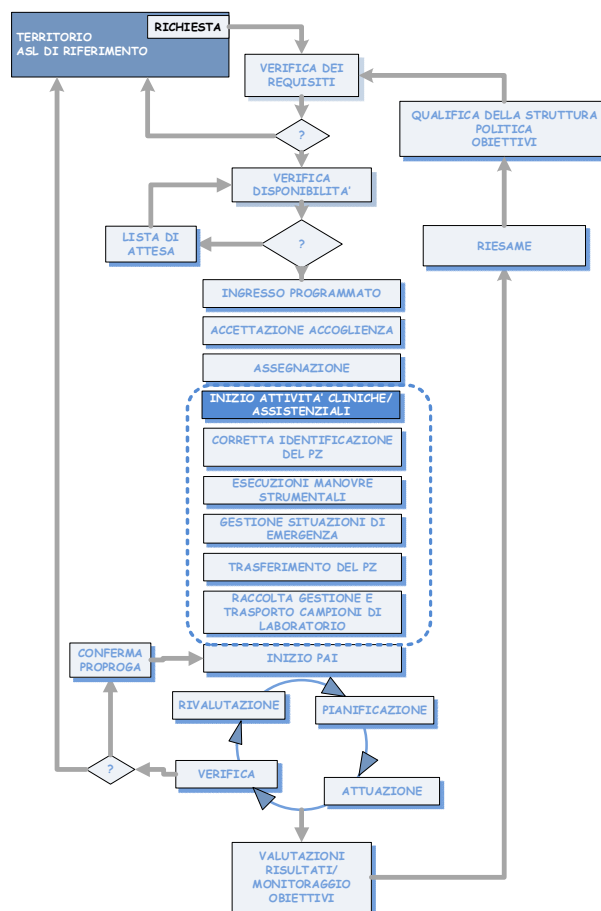 RICHIESTA
TERRITORIO
ASL DI RIFERIMENTO
VERIFICA DEI
REQUISITI
QUALIFICA DELLA STRUTTURA
POLITICA
OBIETTIVI
?
VERIFICA
DISPONIBILITA'
LISTA DI
ATTESA
?
RIESAME
INGRESSO PROGRAMMATO
ACCETTAZIONE ACCOGLIENZA
ASSEGNAZIONE
INIZIO ATTIVITA' CLINICHE/
ASSISTENZIALI
CORRETTA IDENTIFICAZIONE
DEL PZ
ESECUZIONI MANOVRE
STRUMENTALI
GESTIONE SITUAZIONI DI
EMERGENZA
TRASFERIMENTO DEL PZ
RACCOLTA GESTIONE E
TRASPORTO CAMPIONI DI
LABORATORIO
CONFERMA
PROPROGA
INIZIO PAI
RIVALUTAZIONE
PIANIFICAZIONE
?
VERIFICA
ATTUAZIONE
VALUTAZIONI
RISULTATI/
MONITORAGGIO
OBIETTIVI